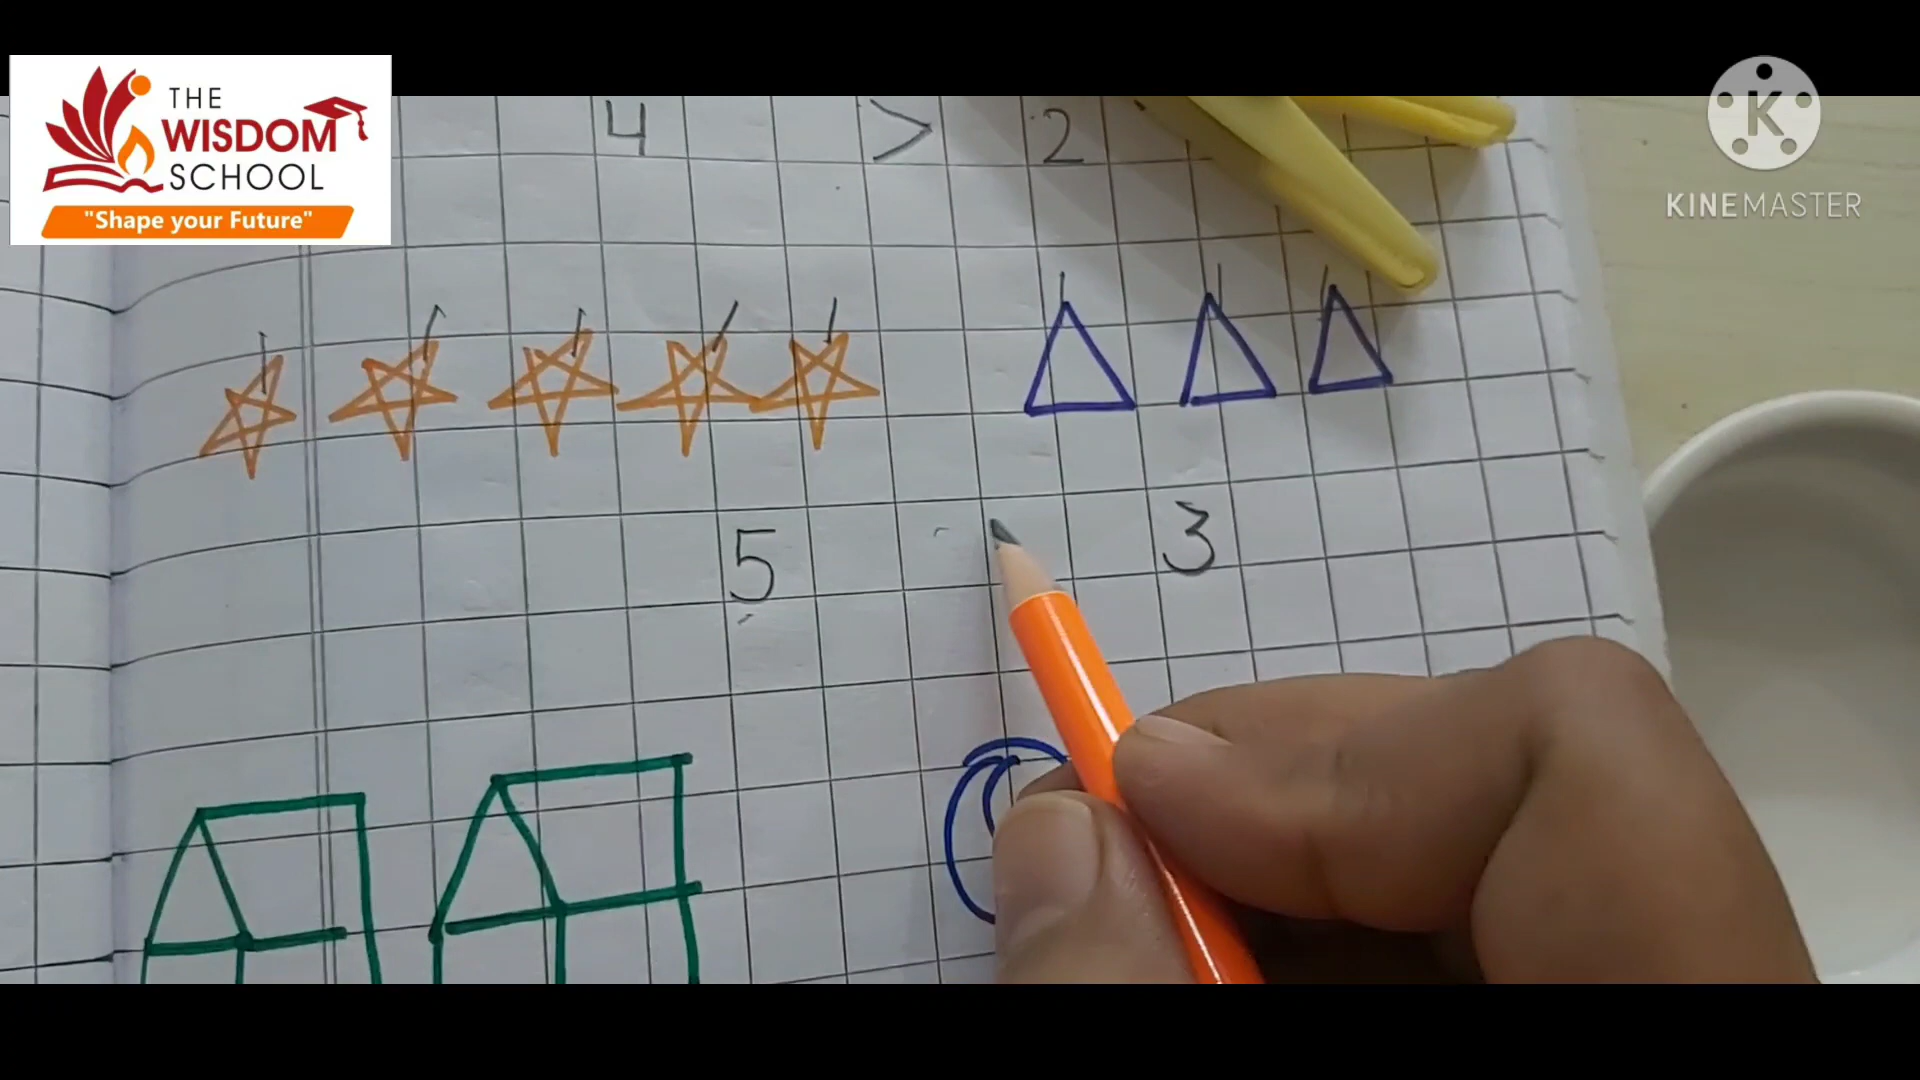 THE
WISDOM
SCHOOL
"Shape your Future"
K
KINEMASTER
4 > 2
5 3